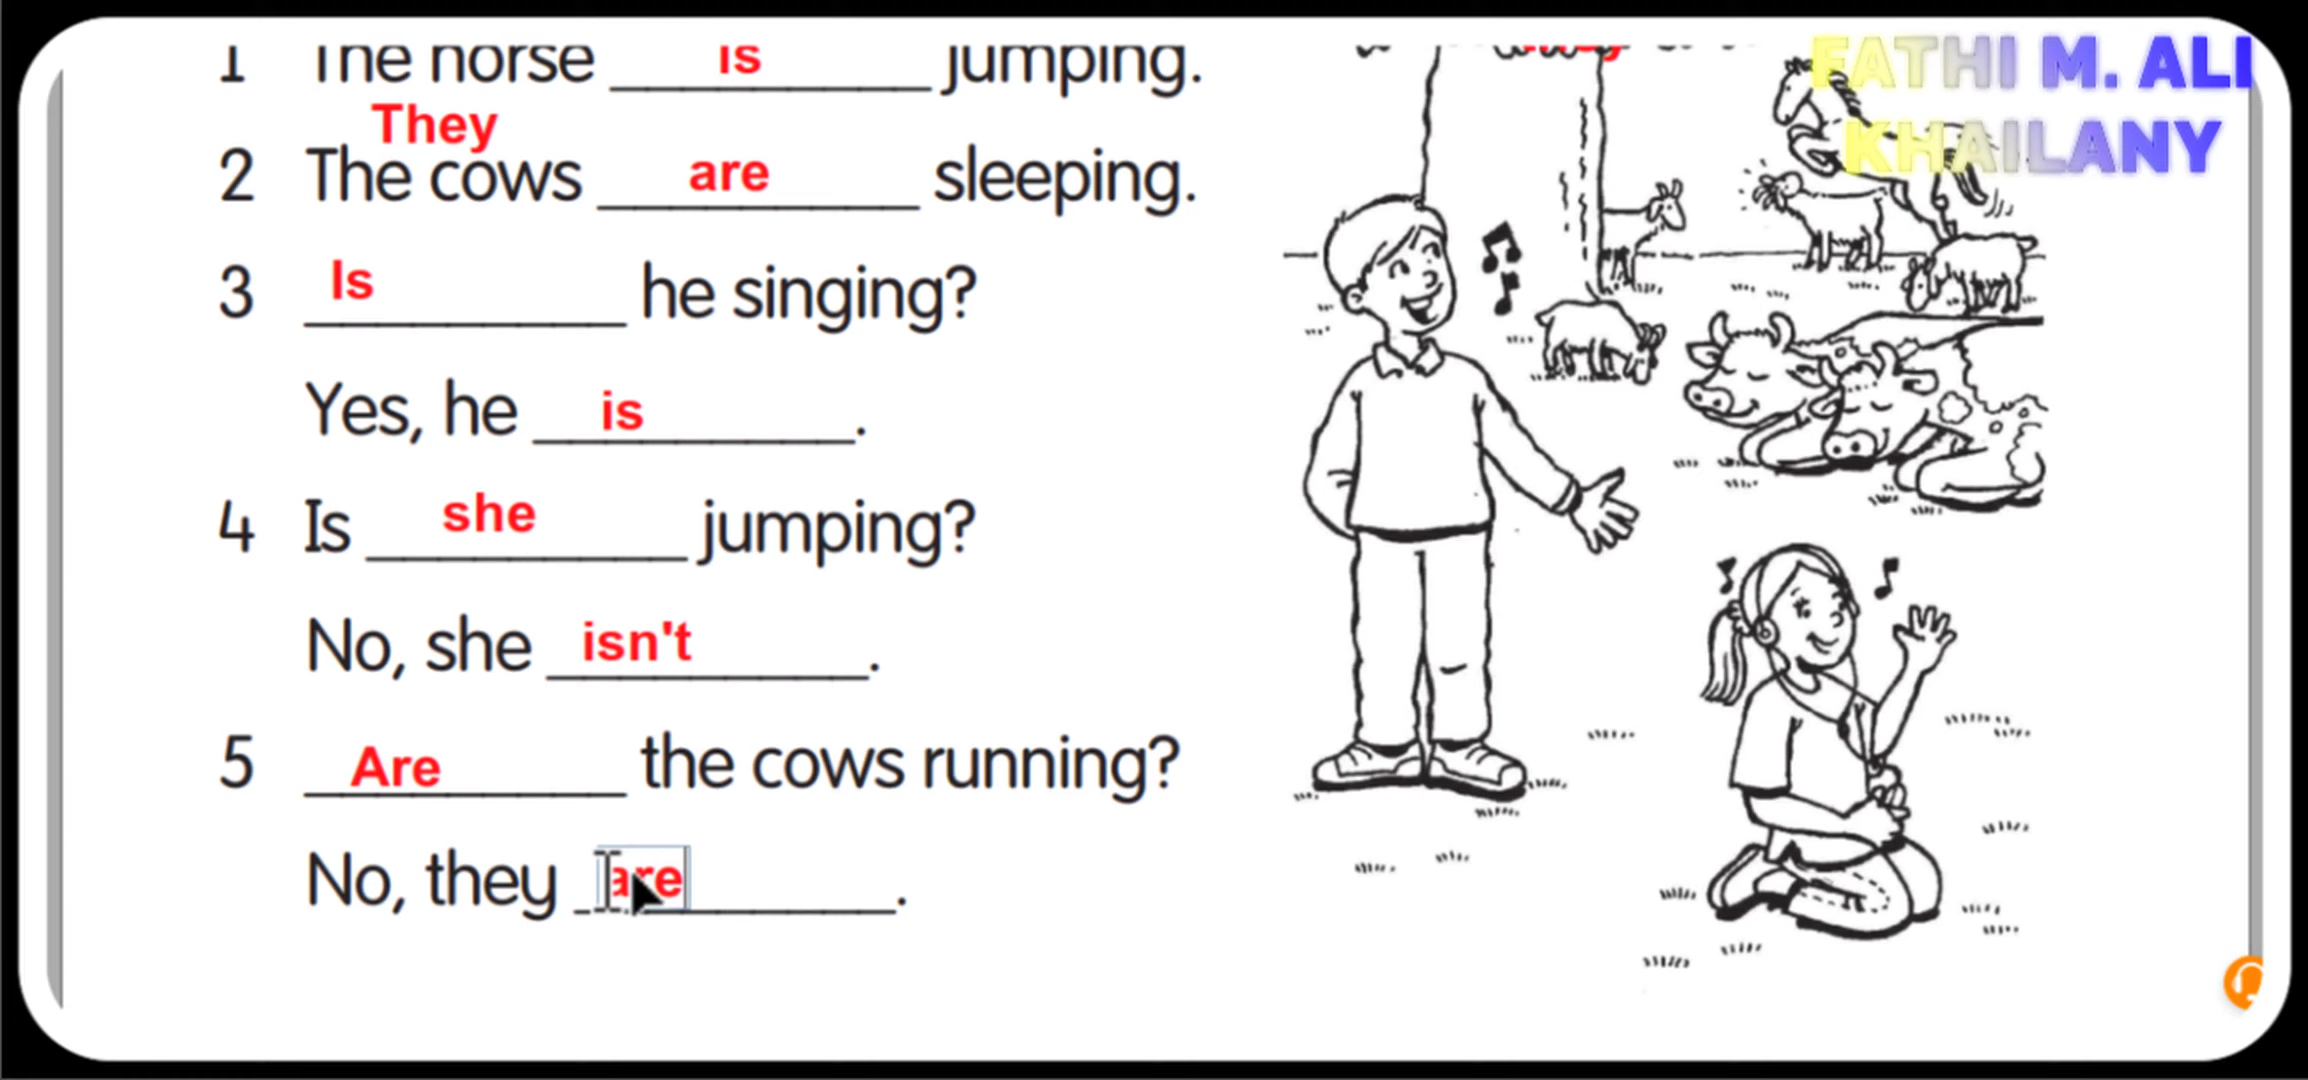 1 The horse is jumping.
They
2 The cows are sleeping.
3 Is he singing?
Yes, he is.
4 Is she jumping?
No, she isn't.
5 Are the cows running?
No, they are.
FATHI M. ALI
KHAILANY